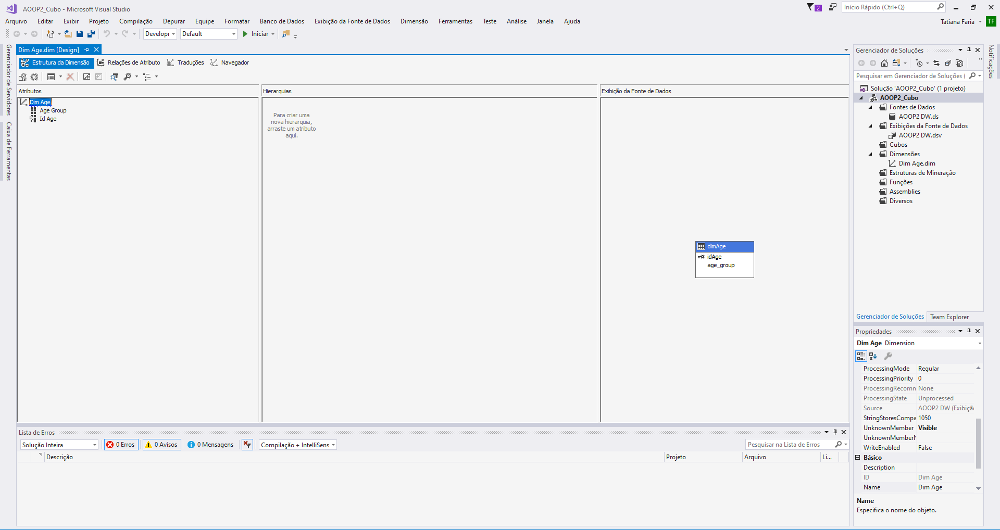 AOOP2_Cubo - Microsoft Visual Studio
2
Início Rápido (Ctrl+Q)
Arquivo Editar Exibir Projeto Compilação Depurar Equipe Formatar Banco de Dados Exibição da Fonte de Dados Dimensão Ferramentas Teste Análise Janela Ajuda
Tatiana Faria TF
Develop Default Iniciar
Gerenciador de Servidores
Caixa de Ferramentas
Dim Age.dim [Design]
Estrutura da Dimensão Relações de Atributo Traduções Navegador
Atributos
Dim Age
Age Group
Id Age
Hierarquias
Para criar uma
nova hierarquia,
arraste um atributo
aqui.
Exibição da Fonte de Dados
dimAge
idAge
age_group
Gerenciador de Soluções
Pesquisar em Gerenciador de Soluções (
Solução 'AOOP2_Cubo' (1 projeto)
AOOP2_Cubo
Fontes de Dados
AOOP2 DW.ds
Exibições da Fonte de Dados
AOOP2 DW.dsv
Cubos
Dimensões
Dim Age.dim
Estruturas de Mineração
Funções
Assemblies
Diversos
Gerenciador de Soluções Team Explorer
Notificações
Propriedades
Dim Age Dimension
ProcessingMode Regular
ProcessingPriority 0
ProcessingRecomn None
ProcessingState Unprocessed
Source AOOP2 DW (Exibiçã
StringStoresCompa 1050
UnknownMember Visible
UnknownMemberN
WriteEnabled False
Básico
Description
ID Dim Age
Name Dim Age
Name
Especifica o nome do objeto.
Lista de Erros
Solução Inteira 0 Erros 0 Avisos 0 Mensagens Compilação + IntelliSens
Pesquisar na Lista de Erros
Descrição Projeto Arquivo Li...